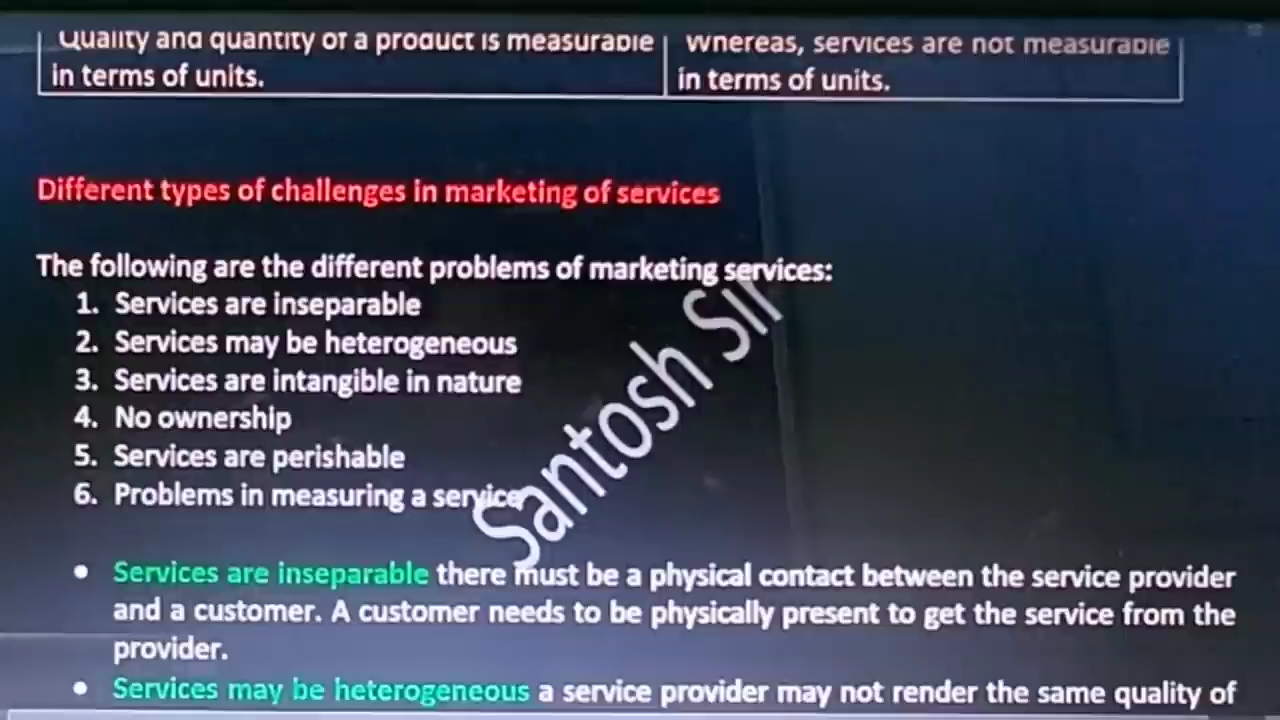 Quality and quantity of a product is measurable
in terms of units.
Whereas, services are not measurable
in terms of units.
Different types of challenges in marketing of services
The following are the different problems of marketing services:
1. Services are inseparable
2. Services may be heterogeneous
3. Services are intangible in nature
4. No ownership
5. Services are perishable
6. Problems in measuring a service
Santosh Sir
• Services are inseparable there must be a physical contact between the service provider
and a customer. A customer needs to be physically present to get the service from the
provider.
• Services may be heterogeneous a service provider may not render the same quality of